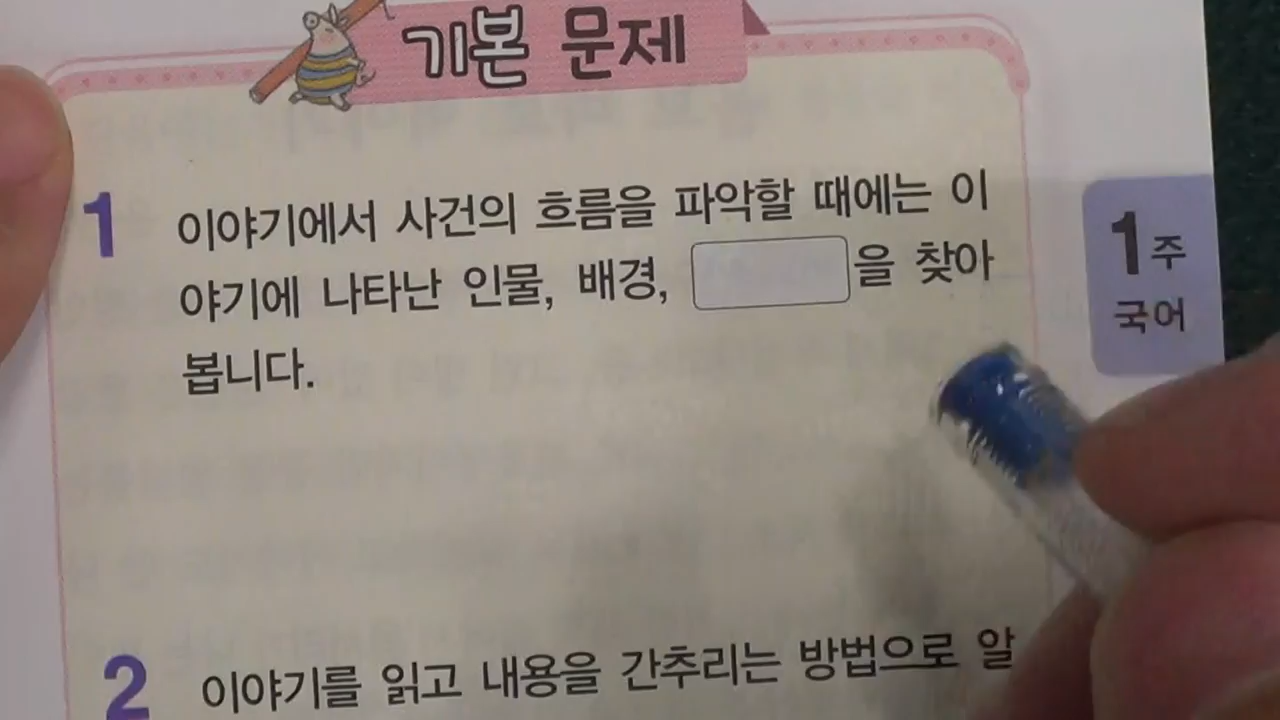 기본 문제
1 이야기에서 사건의 흐름을 파악할 때에는 이
야기에 나타난 인물, 배경, 을 찾아
봅니다.
1주
국어
2 이야기를 읽고 내용을 간추리는 방법으로 알